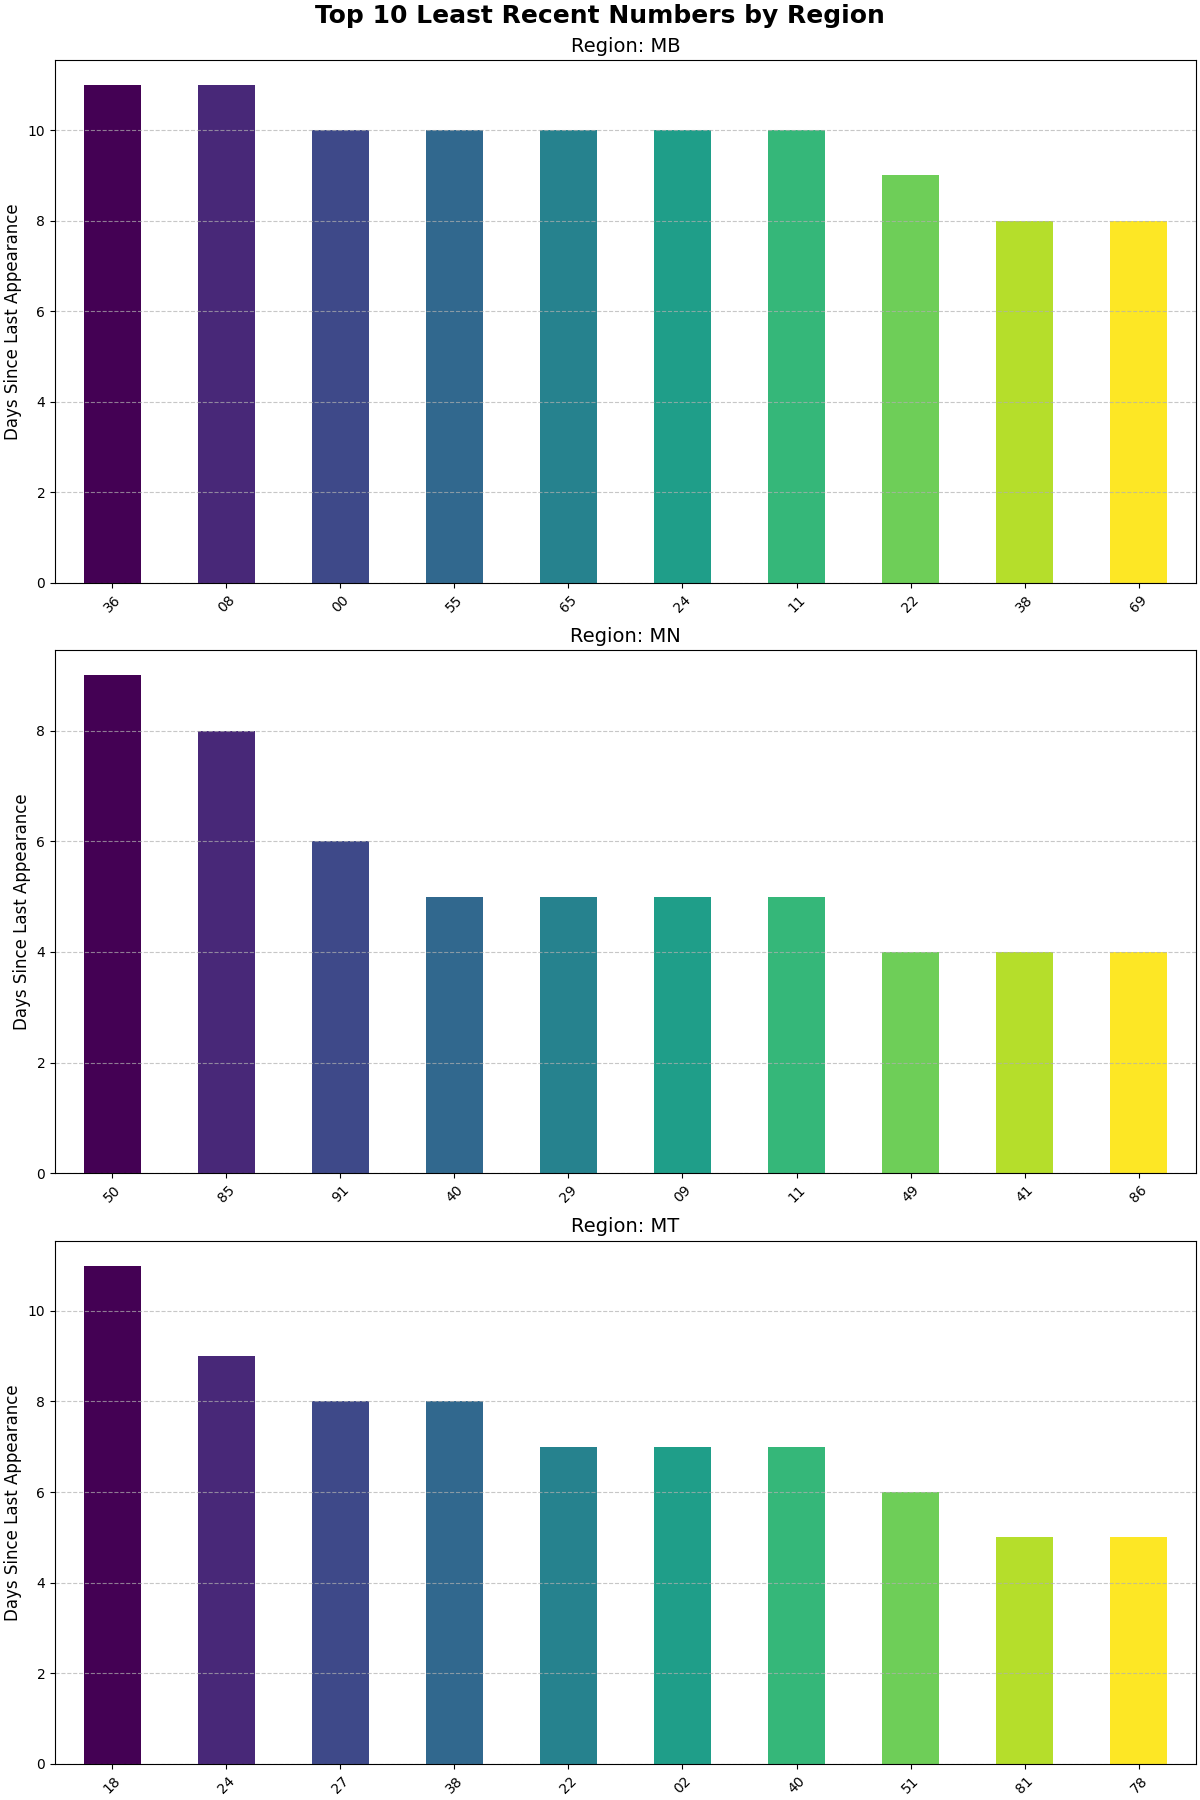 Top 10 Least Recent Numbers by Region
Region: MB
Days Since Last Appearance
10
8
6
4
2
0
36 08 00 55 65 24 11 22 38 69
Region: MN
Days Since Last Appearance
8
6
4
2
0
50 85 91 40 29 09 11 49 41 86
Region: MT
Days Since Last Appearance
10
8
6
4
2
0
18 24 27 38 22 02 40 51 81 78